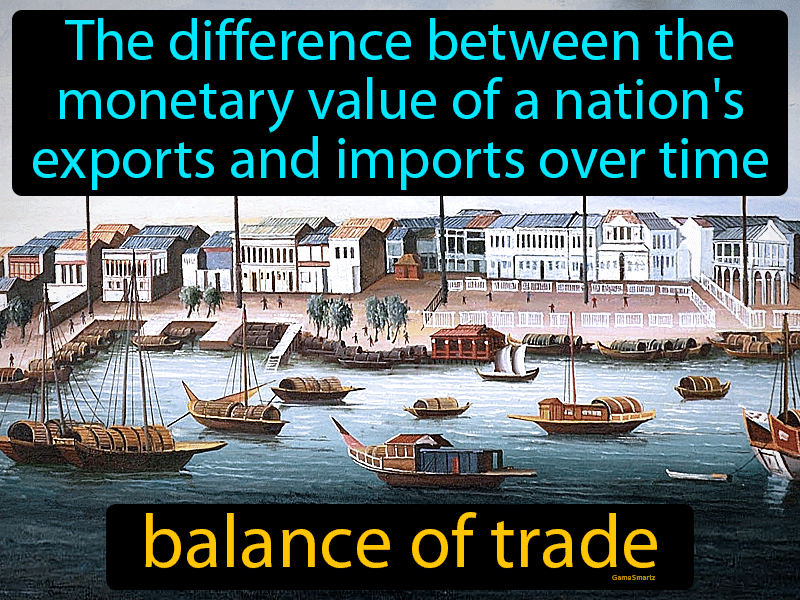 The difference between the
monetary value of a nation's
exports and imports over time
balance of trade
GameSmartz